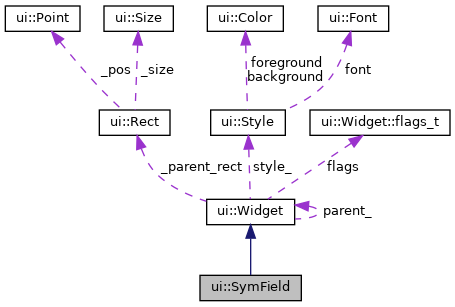 ui::Point
ui::Size
ui::Color
ui::Font
_pos
_size
foreground
background
font
ui::Rect
ui::Style
ui::Widget::flags_t
_parent_rect
style_
flags
ui::Widget
parent_
ui::SymField